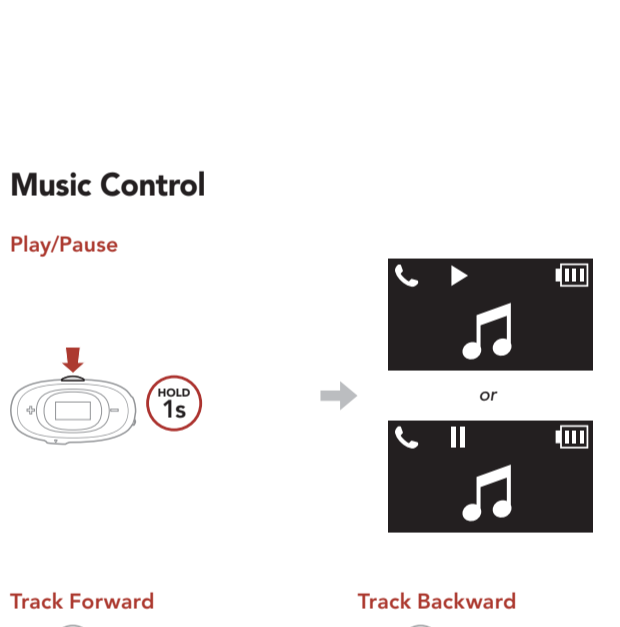 Music Control
Play/Pause
HOLD
1s
or
Track Forward
Track Backward